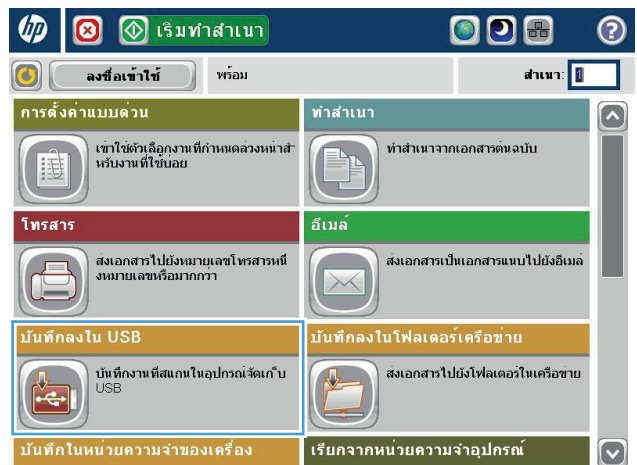 hp
เริ่มทำสำเนา
?
ลงชื่อเข้าใช้
พร้อม
สำเนา: 1
การตั้งค่าแบบด่วน
เข้าใช้ตัวเลือกงานที่กำหนดล่วงหน้าสำ
หรับงานที่ใช้บ่อย
ทำสำเนา
ทำสำเนาจากเอกสารต้นฉบับ
โทรสาร
ส่งเอกสารไปยังหมายเลขโทรสารหนึ่
งหมายเลขหรือมากกว่า
อีเมล์
ส่งเอกสารเป็นเอกสารแนบไปยังอีเมล์
บันทึกลงใน USB
บันทึกงานที่สแกนในอุปกรณ์จัดเก็บ
USB
บันทึกลงในโฟลเดอร์เครือข่าย
ส่งเอกสารไปยังโฟลเดอร์ในเครือข่าย
บันทึกในหน่วยความจำของเครื่อง
เรียกจากหน่วยความจำอุปกรณ์